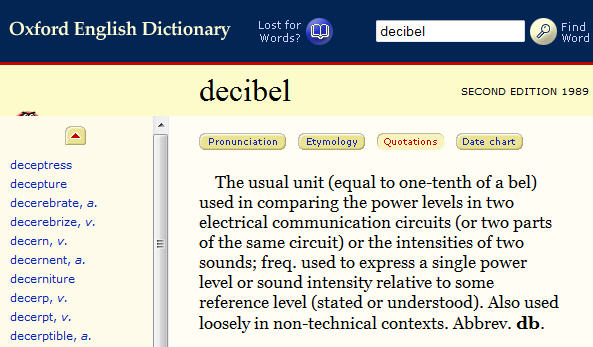 Oxford English Dictionary
Lost for
Words?
decibel
Find
Word
decibel
SECOND EDITION 1989
Pronunciation
Etymology
Quotations
Date chart
deceptress
decepture
decerebrate, a.
decerebrize, v.
decern, v.
decernent, a.
decerniture
decerp, v.
decerpt, v.
decerptible, a.
The usual unit (equal to one-tenth of a bel)
used in comparing the power levels in two
electrical communication circuits (or two parts
of the same circuit) or the intensities of two
sounds; freq. used to express a single power
level or sound intensity relative to some
reference level (stated or understood). Also used
loosely in non-technical contexts. Abbrev. db.